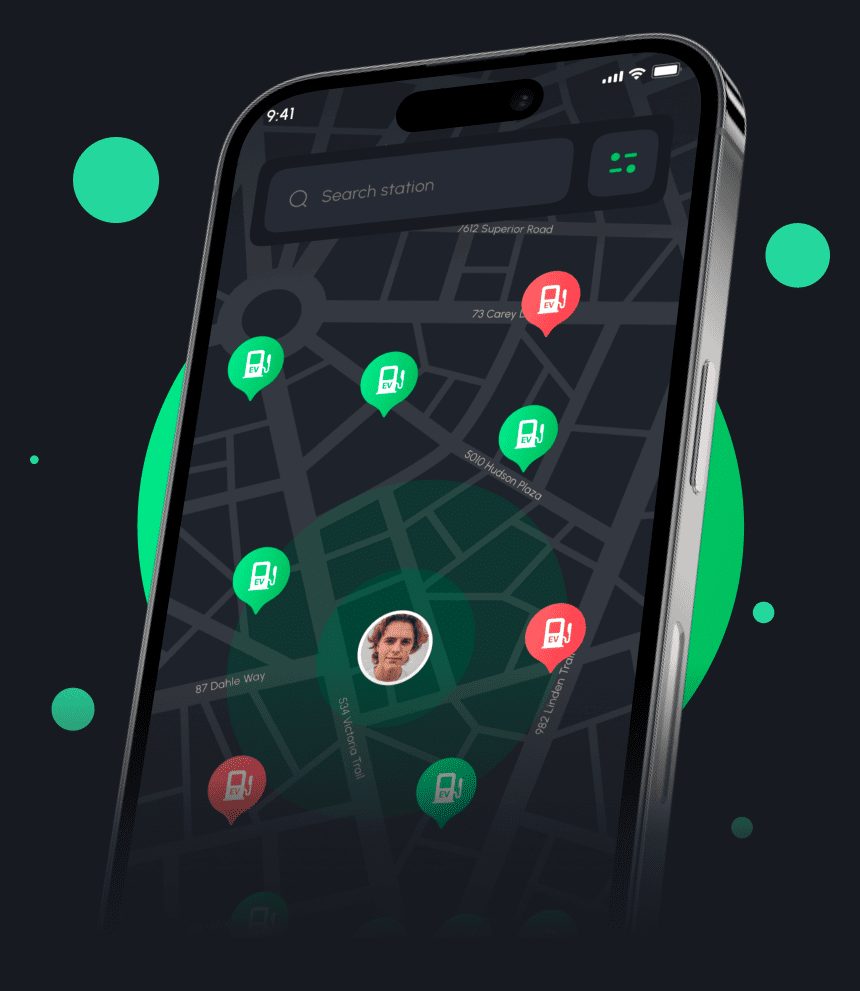 9:41
Search station
7612 Superior Road
73 Carey
EV
EV
EV
5010 Hudson Plaza
EV
EV
EV
87 Dahle Way
982 Linden Trail
534 Victoria Trail
EV
EV